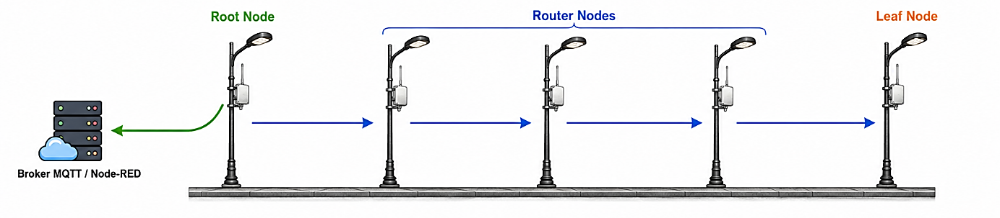 Root Node
Router Nodes
Leaf Node
Broker MQTT / Node-RED